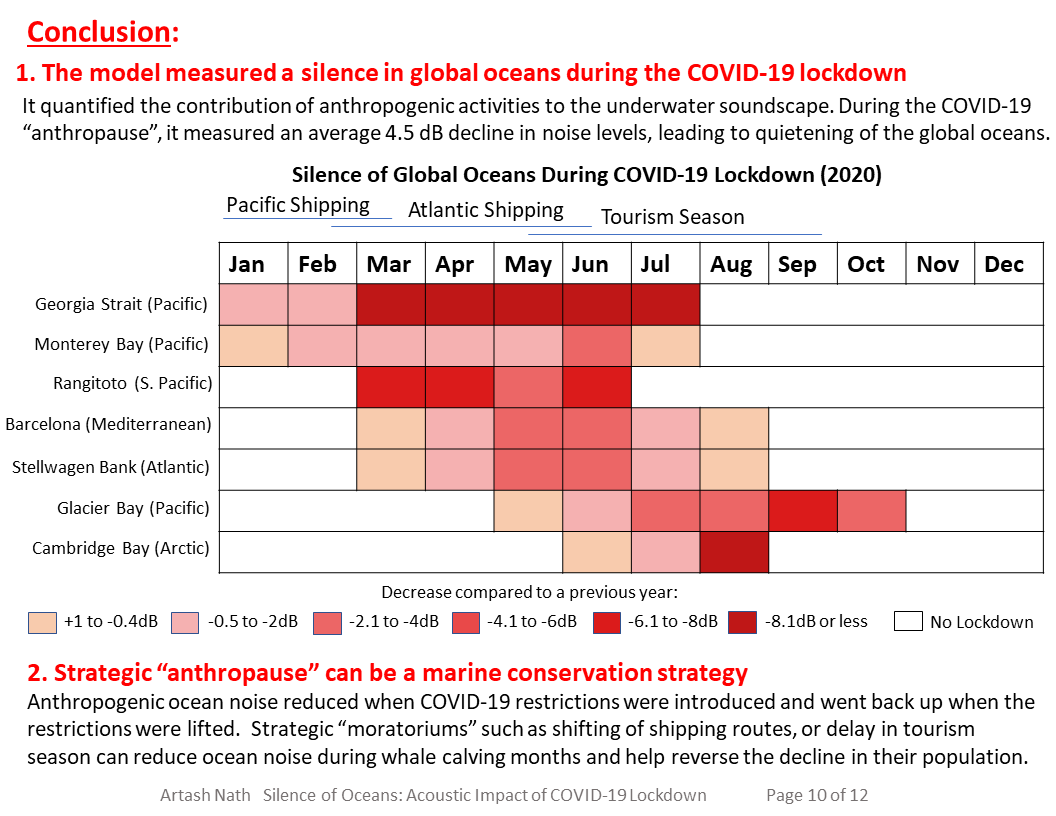 Conclusion:
1. The model measured a silence in global oceans during the COVID-19 lockdown
It quantified the contribution of anthropogenic activities to the underwater soundscape. During the COVID-19
“anthropause”, it measured an average 4.5 dB decline in noise levels, leading to quietening of the global oceans.
Silence of Global Oceans During COVID-19 Lockdown (2020)
Pacific Shipping Atlantic Shipping Tourism Season
Jan Feb Mar Apr May Jun Jul Aug Sep Oct Nov Dec
Georgia Strait (Pacific)
Monterey Bay (Pacific)
Rangitoto (S. Pacific)
Barcelona (Mediterranean)
Stellwagen Bank (Atlantic)
Glacier Bay (Pacific)
Cambridge Bay (Arctic)
Decrease compared to a previous year:
+1 to -0.4dB -0.5 to -2dB -2.1 to -4dB -4.1 to -6dB -6.1 to -8dB -8.1dB or less No Lockdown
2. Strategic “anthropause” can be a marine conservation strategy
Anthropogenic ocean noise reduced when COVID-19 restrictions were introduced and went back up when the
restrictions were lifted. Strategic “moratoriums” such as shifting of shipping routes, or delay in tourism
season can reduce ocean noise during whale calving months and help reverse the decline in their population.
Artash Nath Silence of Oceans: Acoustic Impact of COVID-19 Lockdown Page 10 of 12